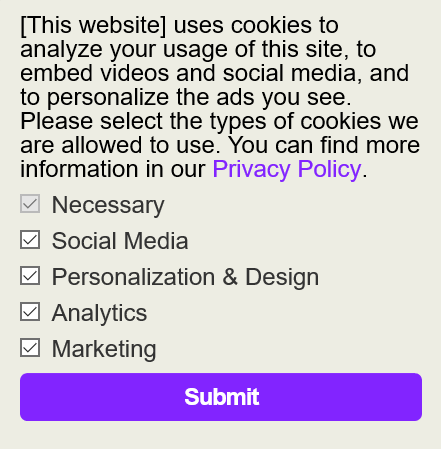 [This website] uses cookies to
analyze your usage of this site, to
embed videos and social media, and
to personalize the ads you see.
Please select the types of cookies we
are allowed to use. You can find more
information in our Privacy Policy.
Necessary
Social Media
Personalization & Design
Analytics
Marketing
Submit